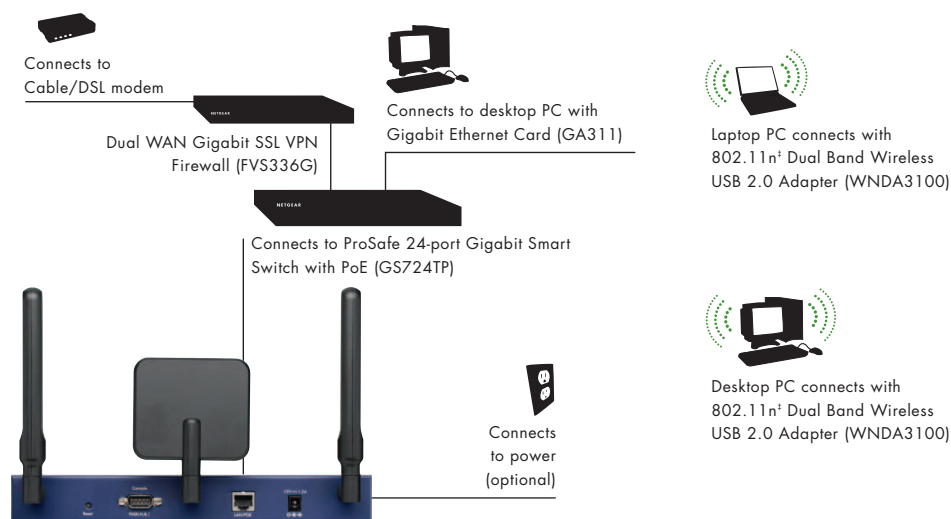 Connects to
Cable/DSL modem
NETGEAR
Dual WAN Gigabit SSL VPN
Firewall (FVS336G)
Connects to desktop PC with
Gigabit Ethernet Card (GA311)
NETGEAR
Connects to ProSafe 24-port Gigabit Smart
Switch with PoE (GS724TP)
Laptop PC connects with
802.11n‡ Dual Band Wireless
USB 2.0 Adapter (WNDA3100)
Desktop PC connects with
802.11n‡ Dual Band Wireless
USB 2.0 Adapter (WNDA3100)
Connects
to power
(optional)
Console
Reset